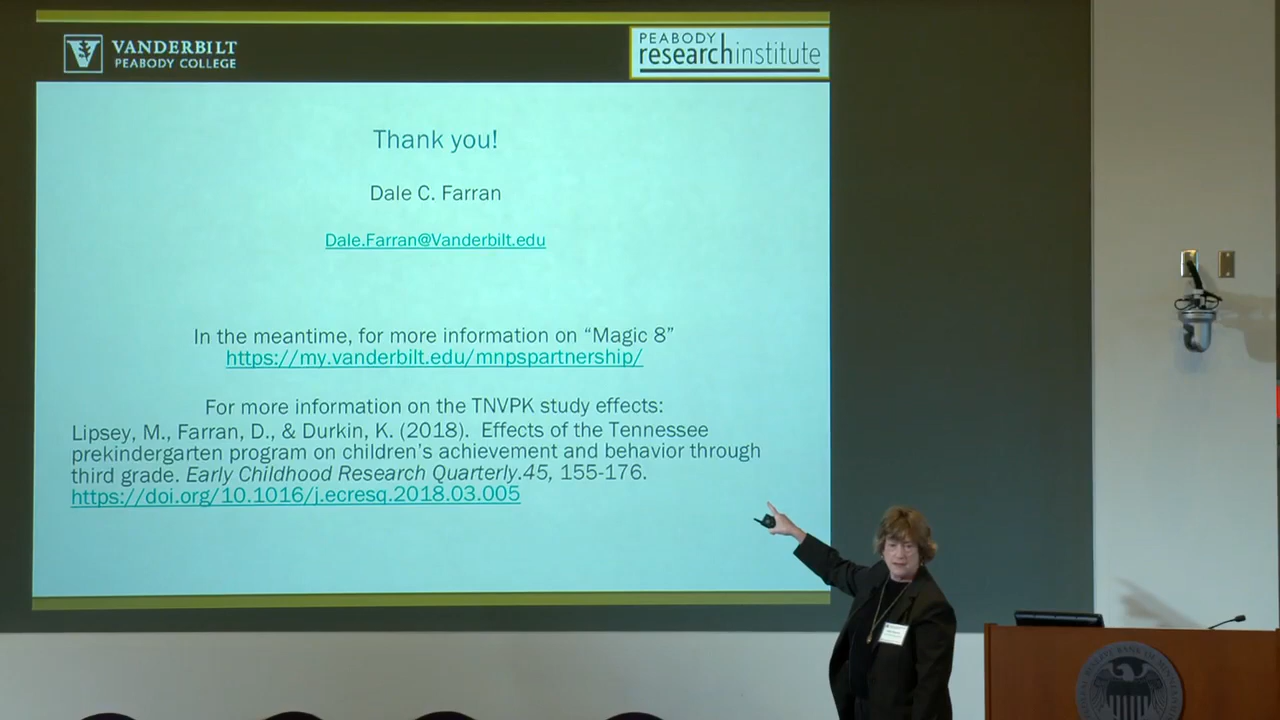 VANDERBILT
PEABODY COLLEGE
PEABODY
researchinstitute
Thank you!
Dale C. Farran
Dale.Farran@Vanderbilt.edu
In the meantime, for more information on “Magic 8”
https://my.vanderbilt.edu/mnpspartnership/
For more information on the TNVPK study effects:
Lipsey, M., Farran, D., & Durkin, K. (2018).  Effects of the Tennessee
prekindergarten program on children’s achievement and behavior through
third grade. Early Childhood Research Quarterly.45, 155-176.
https://doi.org/10.1016/j.ecresq.2018.03.005